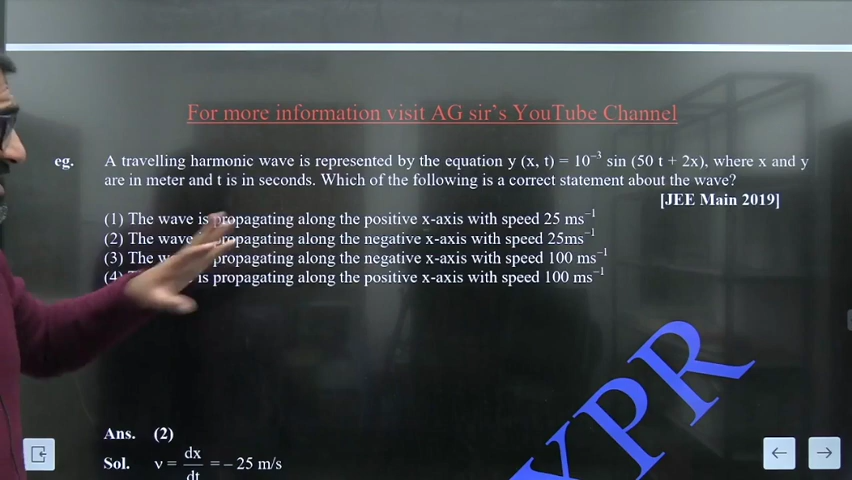 For more information visit AG sir's YouTube Channel
eg. A travelling harmonic wave is represented by the equation y (x, t) = 10⁻³ sin (50 t + 2x), where x and y
are in meter and t is in seconds. Which of the following is a correct statement about the wave?
[JEE Main 2019]
(1) The wave is propagating along the positive x-axis with speed 25 ms⁻¹
(2) The wave propagating along the negative x-axis with speed 25ms⁻¹
(3) The propagating along the negative x-axis with speed 100 ms⁻¹
(4) is propagating along the positive x-axis with speed 100 ms⁻¹
XPR
Ans. (2)
Sol. v = dx/dt = – 25 m/s